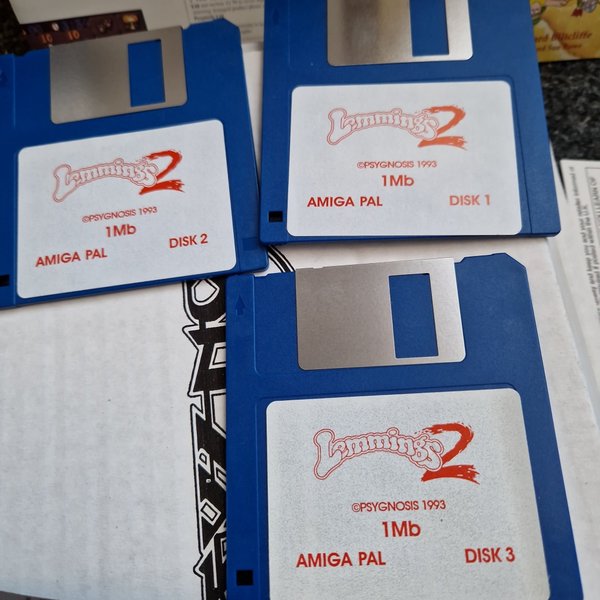 Lemmings 2
©PSYGNOSIS 1993
1Mb
AMIGA PAL DISK 2
Lemmings 2
©PSYGNOSIS 1993
1Mb
AMIGA PAL DISK 1
Lemmings 2
©PSYGNOSIS 1993
1Mb
AMIGA PAL DISK 3